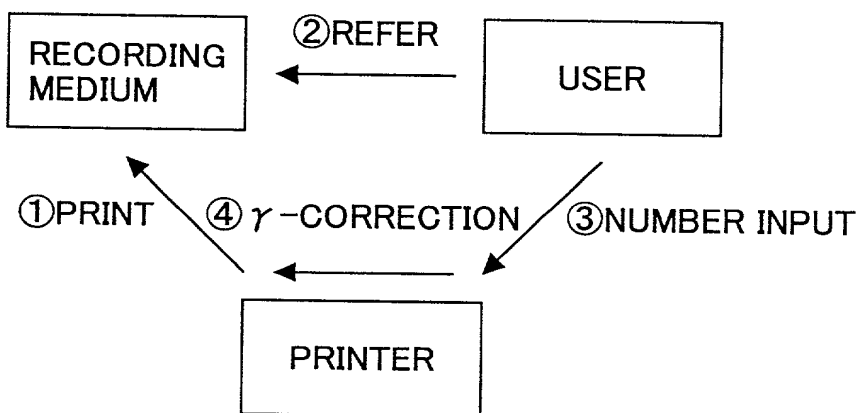 ②REFER
RECORDING
MEDIUM
USER
①PRINT
④γ-CORRECTION
③NUMBER INPUT
PRINTER